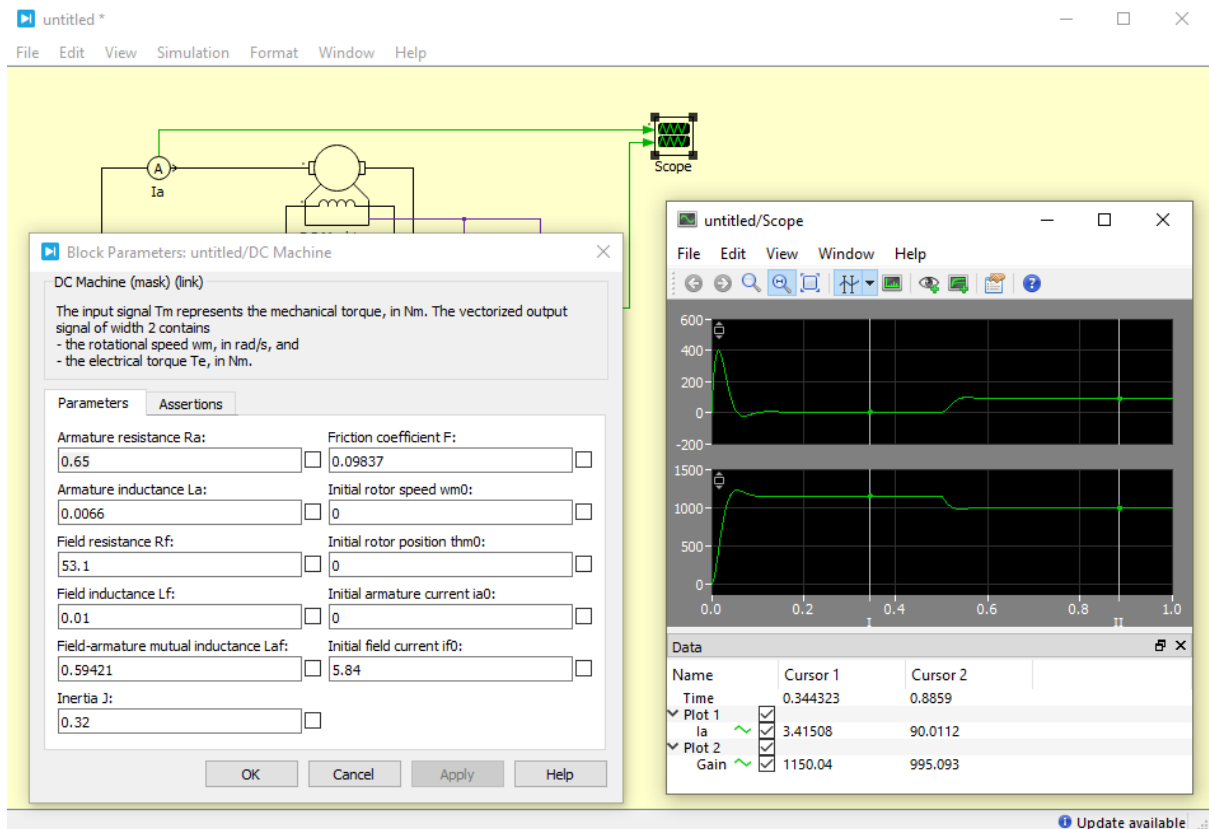 untitled *
File Edit View Simulation Format Window Help
A
Ia
Scope
Block Parameters: untitled/DC Machine
DC Machine (mask) (link)
The input signal Tm represents the mechanical torque, in Nm. The vectorized output
signal of width 2 contains
- the rotational speed wm, in rad/s, and
- the electrical torque Te, in Nm.
Parameters Assertions
Armature resistance Ra: Friction coefficient F:
0.65 0.09837
Armature inductance La: Initial rotor speed wm0:
0.0066 0
Field resistance Rf: Initial rotor position thm0:
53.1 0
Field inductance Lf: Initial armature current ia0:
0.01 0
Field-armature mutual inductance Laf: Initial field current if0:
0.59421 5.84
Inertia J:
0.32
OK Cancel Apply Help
untitled/Scope
File Edit View Window Help
600
400
200
0
-200
1500
1000
500
0
0.0 0.2 0.4 0.6 0.8 1.0
I II
Data
Name Cursor 1 Cursor 2
Time 0.344323 0.8859
Plot 1
Ia 3.41508 90.0112
Plot 2
Gain 1150.04 995.093
Update available